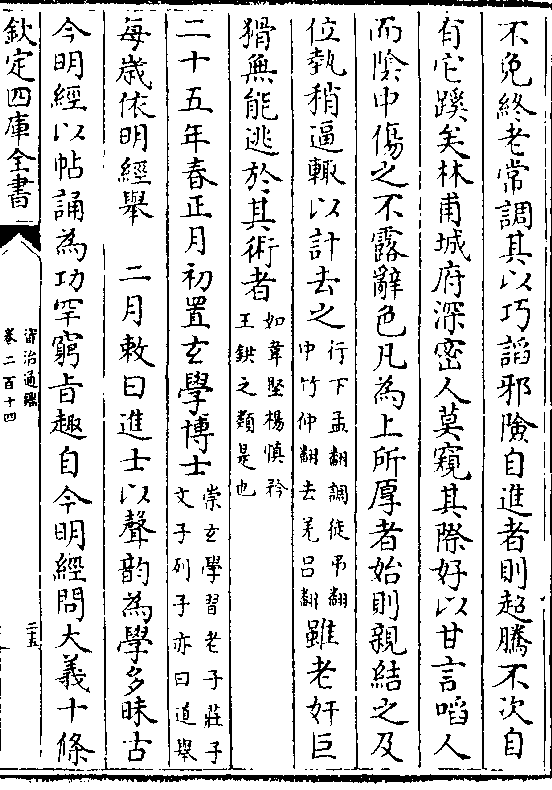 不免終老常調其以巧諂邪險自進者則超騰不次自
有它蹊矣林甫城府深密人莫窺其際好以甘言㗖人
而陰中傷之不露辭色凡為上所厚者始則親結之及
位埶稍逼輒以計去之行下孟翻調徒弔翻中竹仲翻去羌呂翻雖老奸巨
猾無能逃於其術者如韋堅楊慎矜王鉷之類是也
二十五年春正月初置玄學博士崇玄學習老子莊子文子列子亦曰道舉
每歲依明經舉　二月敕曰進士以聲韵為學多昧古
今明經以帖誦為功罕窮旨趣自今明經問大義十條
欽定四庫全書
資治通鑑
卷二百十四
二十五